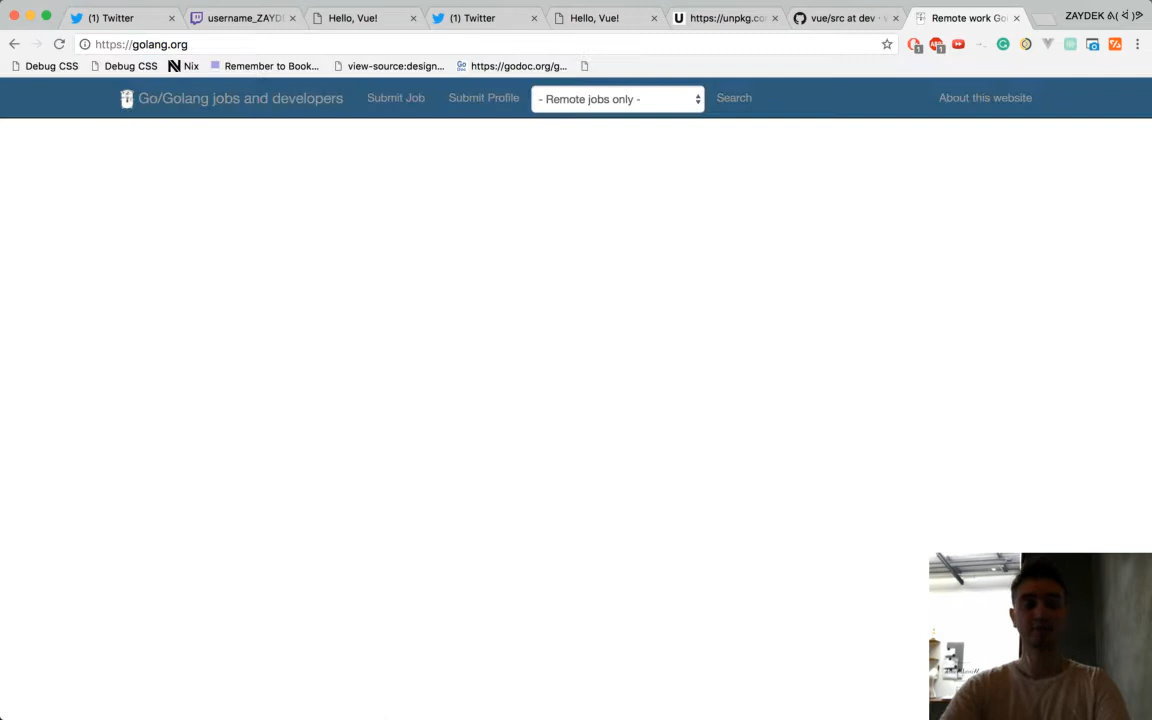 (1) Twitter
username_ZAYD
Hello, Vue!
(1) Twitter
Hello, Vue!
https://unpkg.co
vue/src at dev · v
Remote work Go
ZAYDEK
https://golang.org
Debug CSS
Debug CSS
Nix
Remember to Book...
view-source:design...
https://godoc.org/g...
Go/Golang jobs and developers
Submit Job
Submit Profile
- Remote jobs only -
Search
About this website